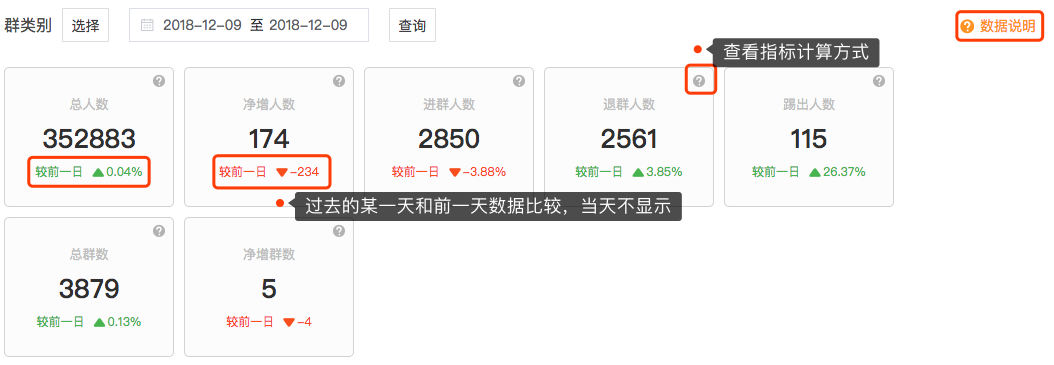 群类别 选择 2018-12-09 至 2018-12-09 查询 ? 数据说明
查看指标计算方式
? ? ? ? ?
总人数 净增人数 进群人数 退群人数 踢出人数
352883 174 2850 2561 115
较前一日 ▲0.04% 较前一日 ▼-234 较前一日 ▼-3.88% 较前一日 ▲3.85% 较前一日 ▲26.37%
过去的某一天和前一天数据比较，当天不显示
? ?
总群数 净增群数
3879 5
较前一日 ▲0.13% 较前一日 ▼-4